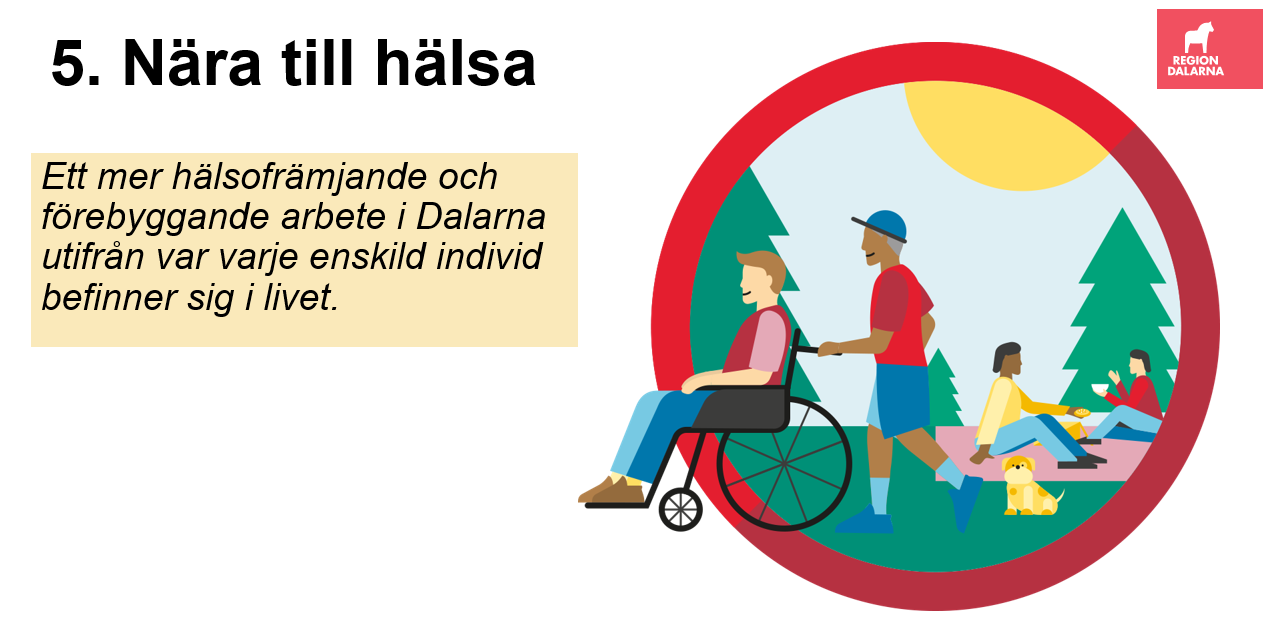 5. Nära till hälsa
REGION
DALARNA
Ett mer hälsofrämjande och
förebyggande arbete i Dalarna
utifrån var varje enskild individ
befinner sig i livet.